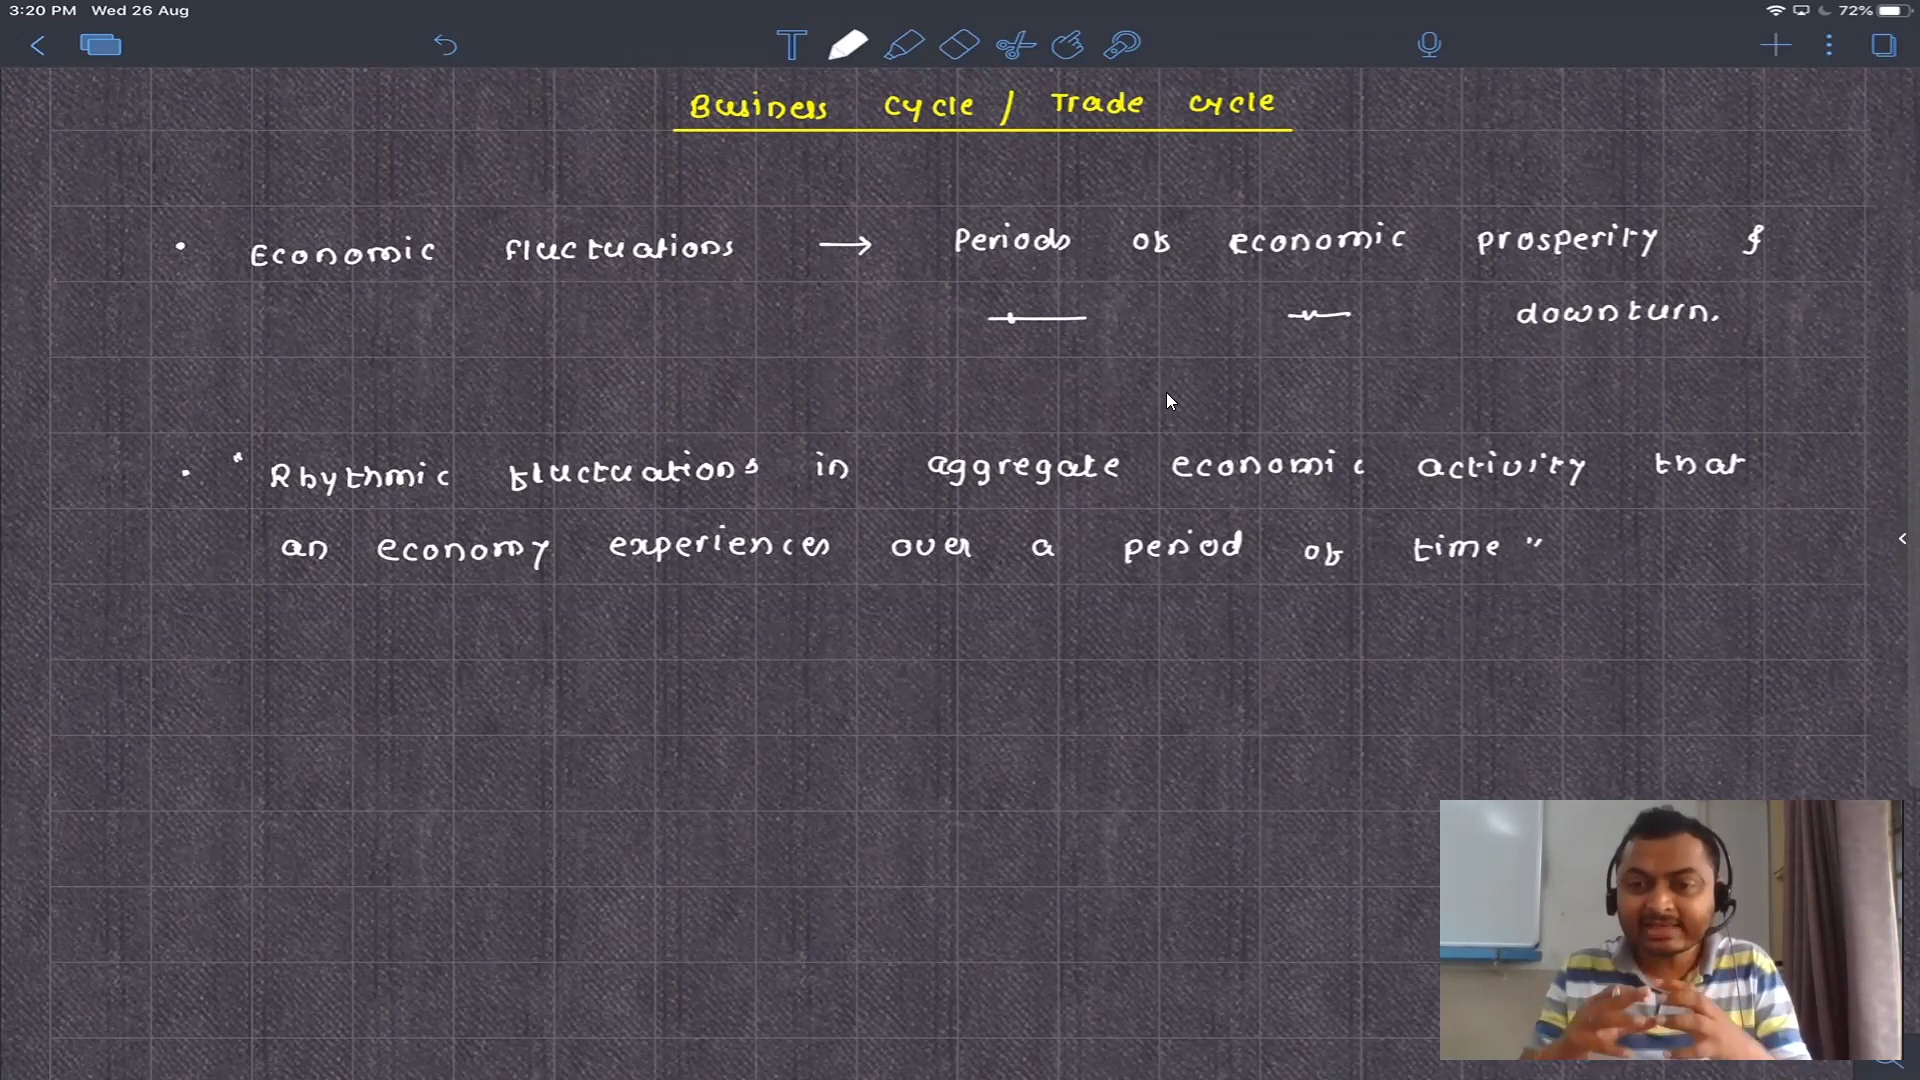 3:20 PM Wed 26 Aug
72%
Business cycle / Trade cycle
• Economic fluctuations → Periods of economic prosperity &
downturn.
• " Rhythmic fluctuations in aggregate economic activity that
an economy experiences over a period of time "